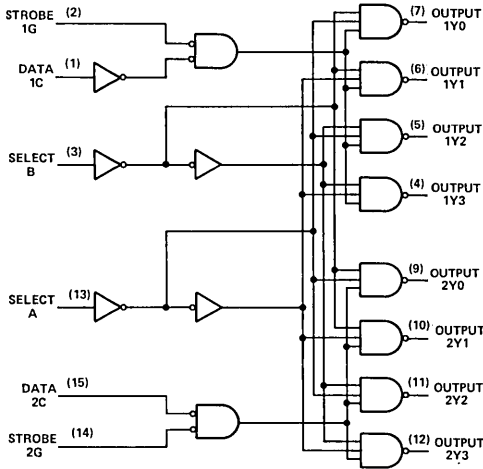 STROBE (2)
1G
DATA (1)
1C
SELECT (3)
B
SELECT (13)
A
DATA (15)
2C
STROBE (14)
2G
(7) OUTPUT
1Y0
(6) OUTPUT
1Y1
(5) OUTPUT
1Y2
(4) OUTPUT
1Y3
(9) OUTPUT
2Y0
(10) OUTPUT
2Y1
(11) OUTPUT
2Y2
(12) OUTPUT
2Y3